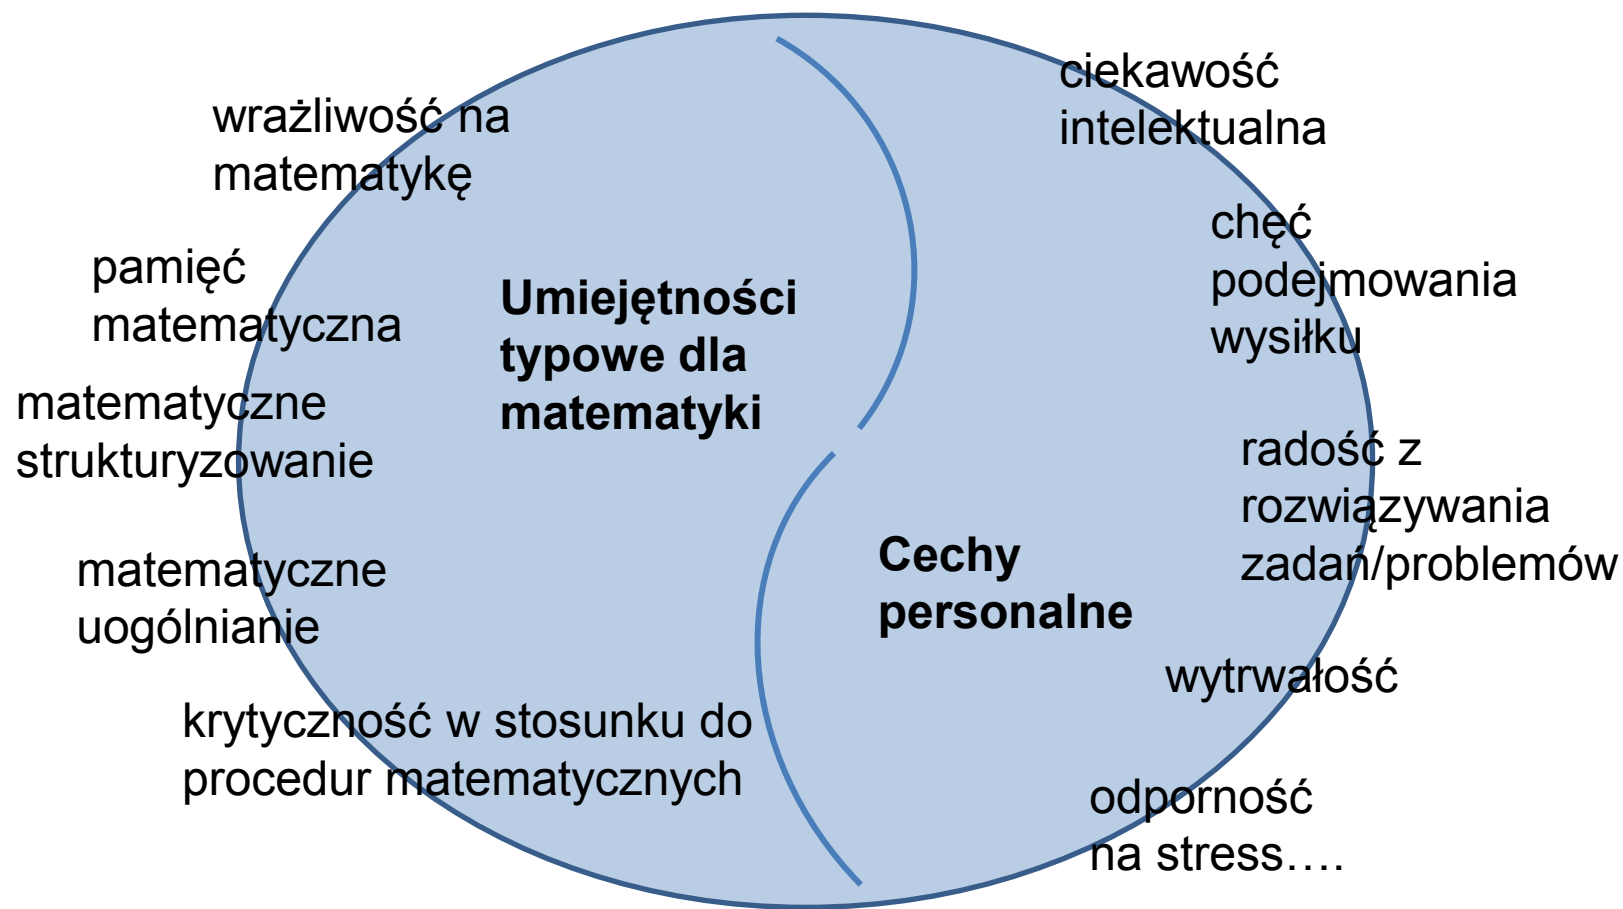 wrażliwość na
matematykę
pamięć
matematyczna
matematyczne
strukturyzowanie
matematyczne
uogólnianie
krytyczność w stosunku do
procedur matematycznych
Umiejętności
typowe dla
matematyki
Cechy
personalne
ciekawość
intelektualna
chęć
podejmowania
wysiłku
radość z
rozwiązywania
zadań/problemów
wytrwałość
odporność
na stress….